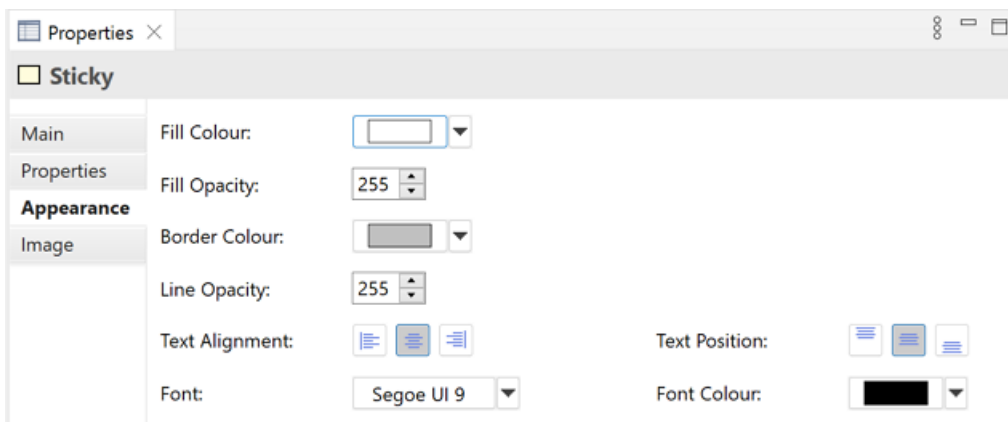 Properties
Sticky
Main
Properties
Appearance
Image
Fill Colour:
Fill Opacity: 255
Border Colour:
Line Opacity: 255
Text Alignment: Text Position:
Font: Segoe UI 9 Font Colour: